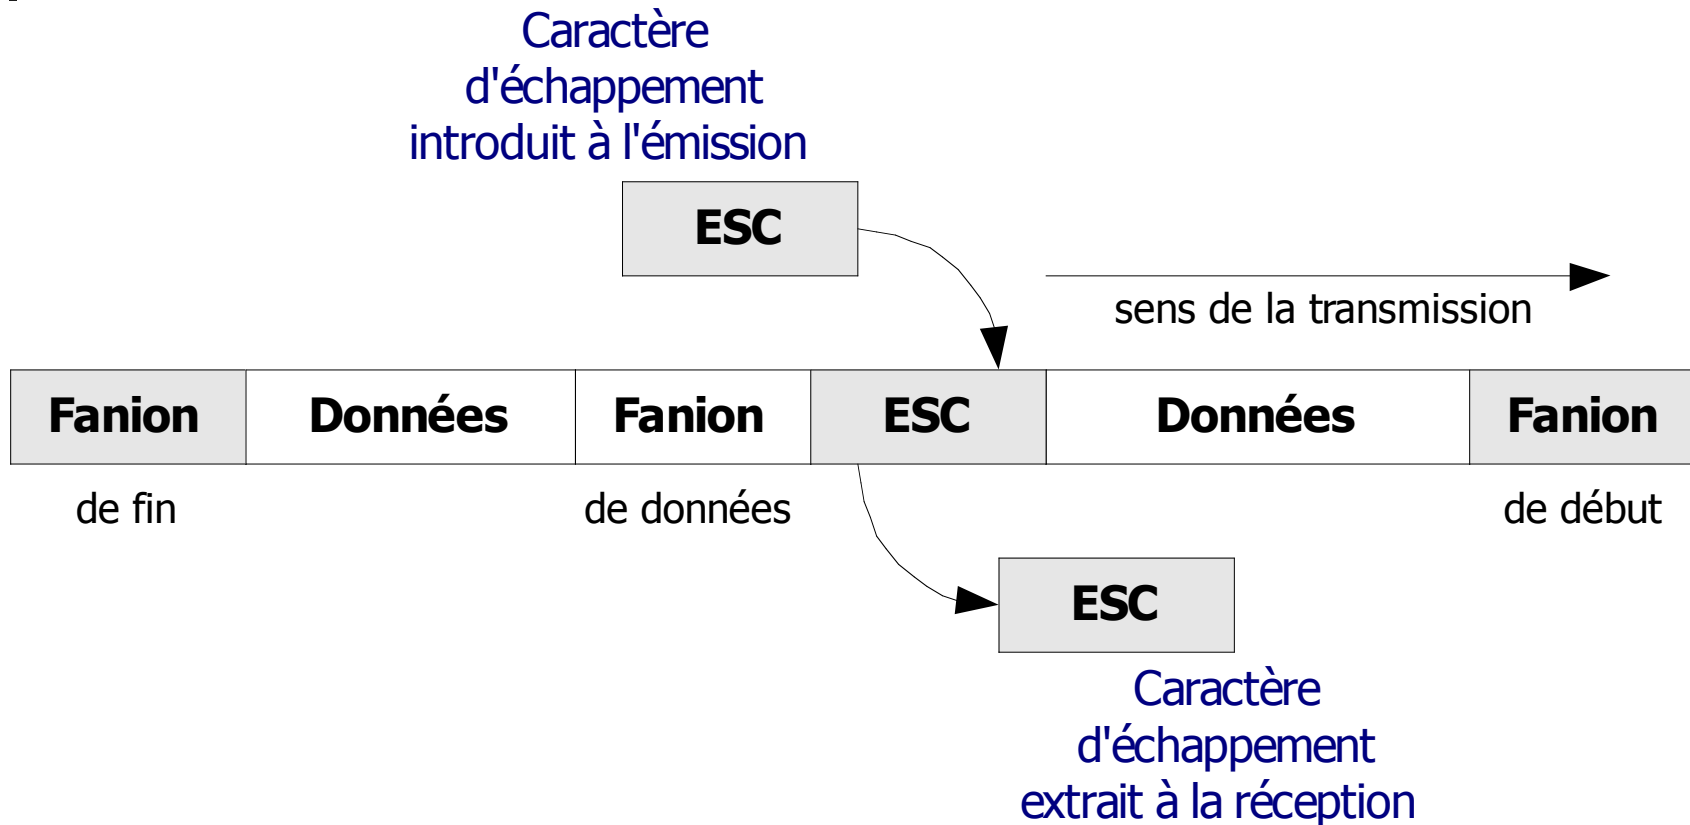 Caractère
d'échappement
introduit à l'émission
ESC
sens de la transmission
Fanion Données Fanion ESC Données Fanion
de fin de données de début
ESC
Caractère
d'échappement
extrait à la réception